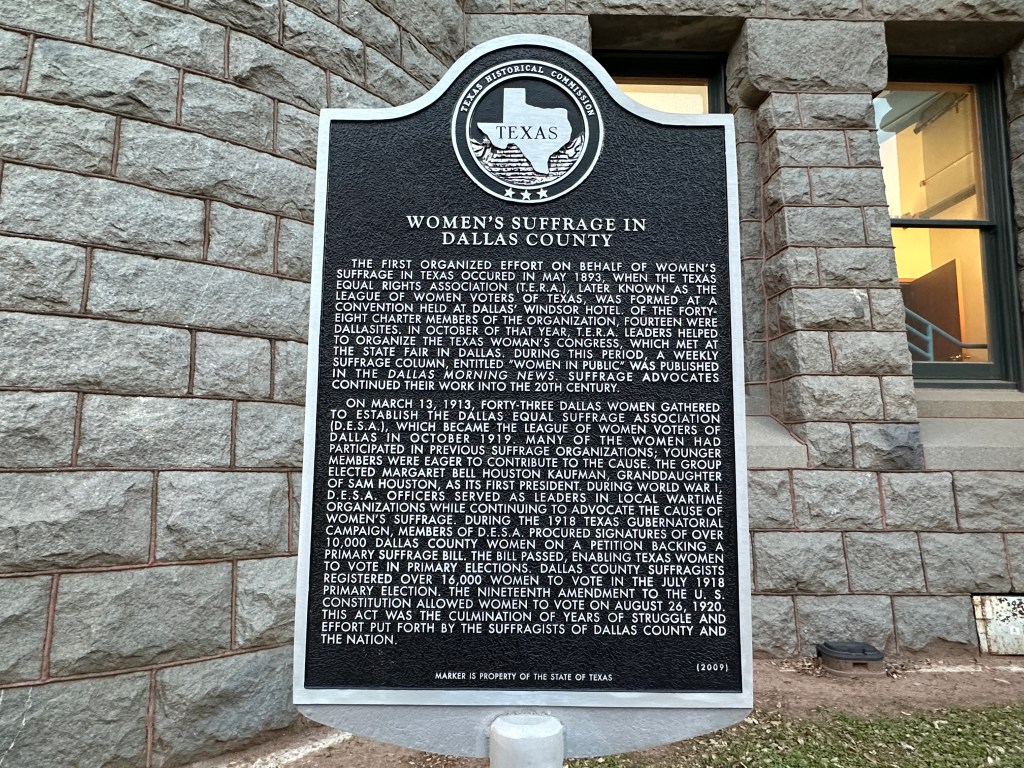 TEXAS HISTORICAL COMMISSION
TEXAS
WOMEN'S SUFFRAGE IN
DALLAS COUNTY
THE FIRST ORGANIZED EFFORT ON BEHALF OF WOMEN'S
SUFFRAGE IN TEXAS OCCURED IN MAY 1893, WHEN THE TEXAS
EQUAL RIGHTS ASSOCIATION (T.E.R.A.), LATER KNOWN AS THE
LEAGUE OF WOMEN VOTERS OF TEXAS, WAS FORMED AT A
CONVENTION HELD AT DALLAS' WINDSOR HOTEL. OF THE FORTY-
EIGHT CHARTER MEMBERS OF THE ORGANIZATION, FOURTEEN WERE
DALLASITES. IN OCTOBER OF THAT YEAR, T.E.R.A. LEADERS HELPED
TO ORGANIZE THE TEXAS WOMAN'S CONGRESS, WHICH MET AT
THE STATE FAIR IN DALLAS. DURING THIS PERIOD, A WEEKLY
SUFFRAGE COLUMN, ENTITLED "WOMEN IN PUBLIC" WAS PUBLISHED
IN THE DALLAS MORNING NEWS. SUFFRAGE ADVOCATES
CONTINUED THEIR WORK INTO THE 20TH CENTURY.
ON MARCH 13, 1913, FORTY-THREE DALLAS WOMEN GATHERED
TO ESTABLISH THE DALLAS EQUAL SUFFRAGE ASSOCIATION
(D.E.S.A.), WHICH BECAME THE LEAGUE OF WOMEN VOTERS OF
DALLAS IN OCTOBER 1919. MANY OF THE WOMEN HAD
PARTICIPATED IN PREVIOUS SUFFRAGE ORGANIZATIONS; YOUNGER
MEMBERS WERE EAGER TO CONTRIBUTE TO THE CAUSE. THE GROUP
ELECTED MARGARET BELL HOUSTON KAUFMAN, GRANDDAUGHTER
OF SAM HOUSTON, AS ITS FIRST PRESIDENT. DURING WORLD WAR I,
D.E.S.A. OFFICERS SERVED AS LEADERS IN LOCAL WARTIME
ORGANIZATIONS WHILE CONTINUING TO ADVOCATE THE CAUSE OF
WOMEN'S SUFFRAGE. DURING THE 1918 TEXAS GUBERNATORIAL
CAMPAIGN, MEMBERS OF D.E.S.A. PROCURED SIGNATURES OF OVER
10,000 DALLAS COUNTY WOMEN ON A PETITION BACKING A
PRIMARY SUFFRAGE BILL. THE BILL PASSED, ENABLING TEXAS WOMEN
TO VOTE IN PRIMARY ELECTIONS. DALLAS COUNTY SUFFRAGISTS
REGISTERED OVER 16,000 WOMEN TO VOTE IN THE JULY 1918
PRIMARY ELECTION. THE NINETEENTH AMENDMENT TO THE U. S.
CONSTITUTION ALLOWED WOMEN TO VOTE ON AUGUST 26, 1920.
THIS ACT WAS THE CULMINATION OF YEARS OF STRUGGLE AND
EFFORT PUT FORTH BY THE SUFFRAGISTS OF DALLAS COUNTY AND
THE NATION.
(2009)
MARKER IS PROPERTY OF THE STATE OF TEXAS